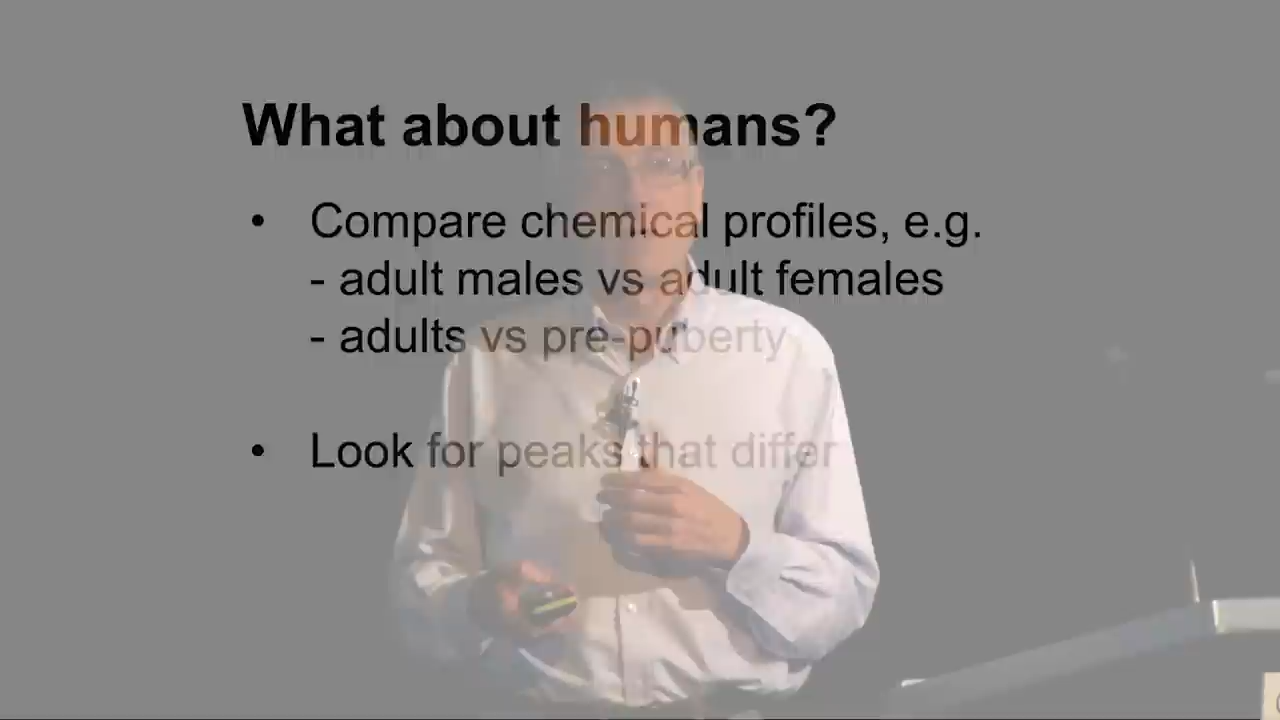 What about humans?
• Compare chemical profiles, e.g.
- adult males vs adult females
- adults vs pre-puberty
• Look for peaks that differ